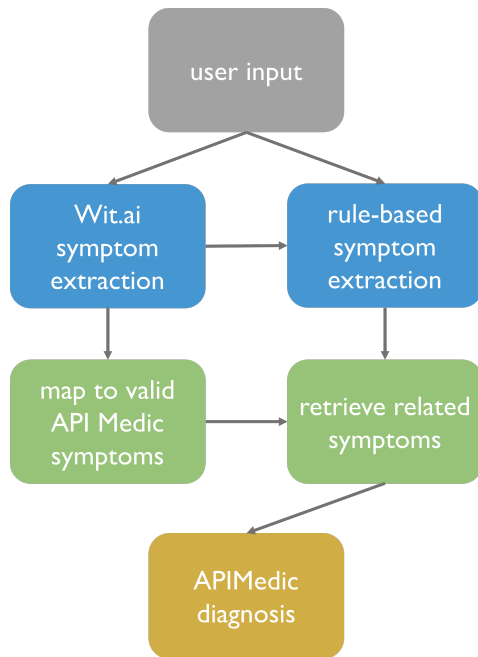 user input
Wit.ai
symptom
extraction
rule-based
symptom
extraction
map to valid
API Medic
symptoms
retrieve related
symptoms
APIMedic
diagnosis